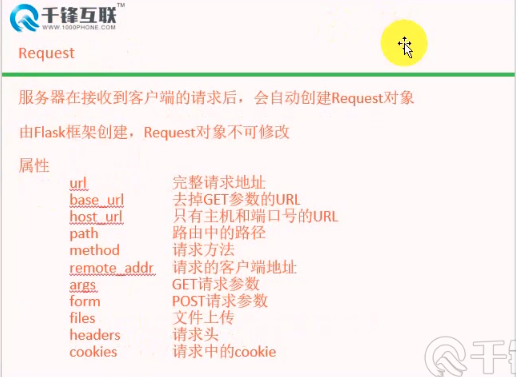 千锋互联™
WWW.1000PHONE.COM
Request
服务器在接收到客户端的请求后，会自动创建Request对象
由Flask框架创建，Request对象不可修改
属性
url 完整请求地址
base_url 去掉GET参数的URL
host_url 只有主机和端口号的URL
path 路由中的路径
method 请求方法
remote_addr 请求的客户端地址
args GET请求参数
form POST请求参数
files 文件上传
headers 请求头
cookies 请求中的cookie
千